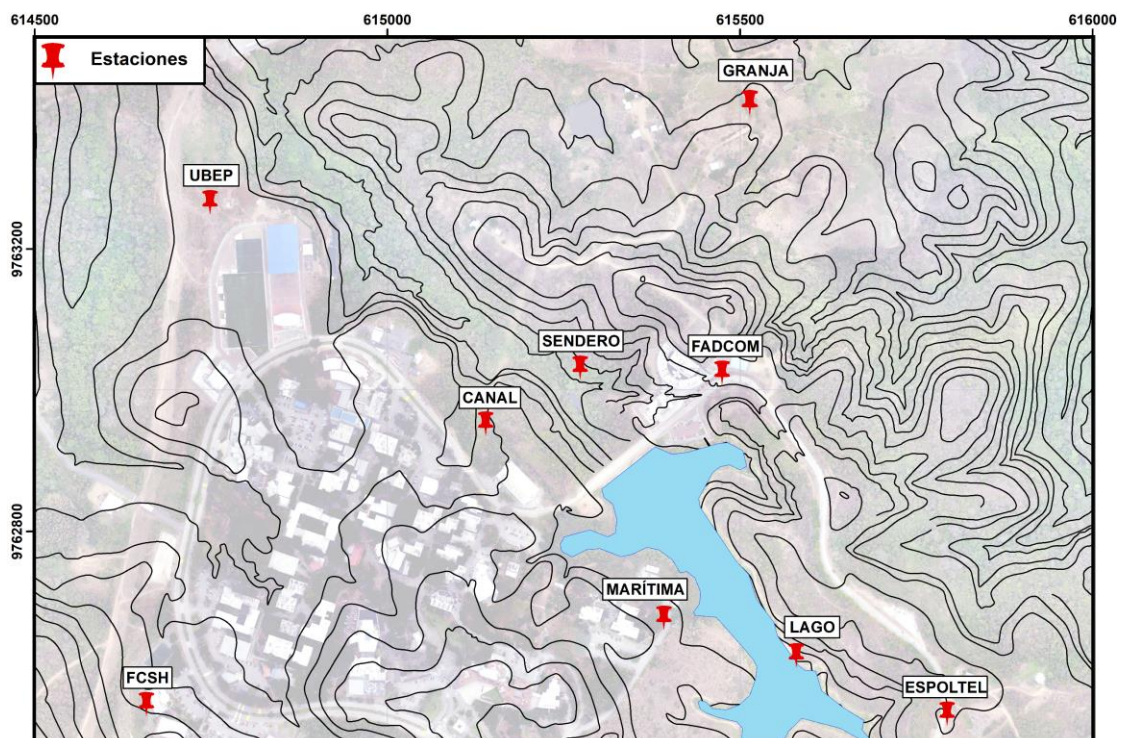 614500 615000 615500 616000
Estaciones
GRANJA
UBEP
9763200
SENDERO
FADCOM
CANAL
9762800
MARÍTIMA
LAGO
FCSH
ESPOLTEL